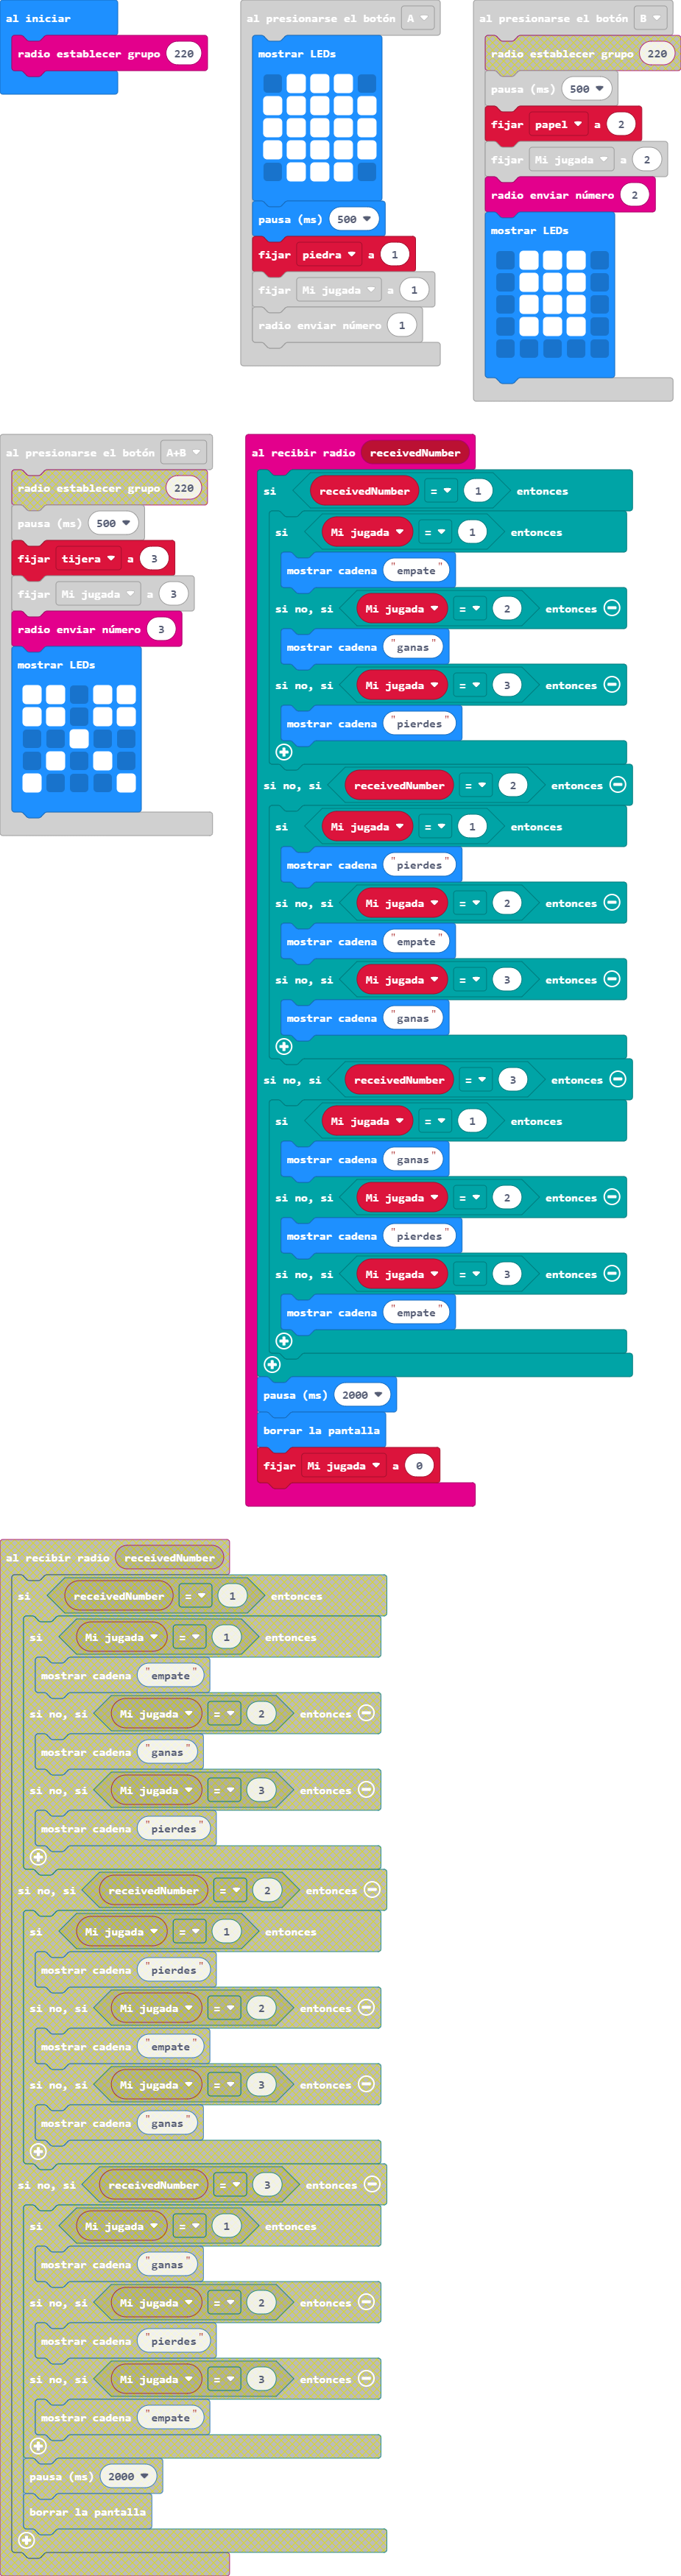 al iniciar
radio establecer grupo 220
al presionarse el botón A
mostrar LEDs
pausa (ms) 500
fijar piedra a 1
fijar Mi jugada a 1
radio enviar número 1
al presionarse el botón B
radio establecer grupo 220
pausa (ms) 500
fijar papel a 2
fijar Mi jugada a 2
radio enviar número 2
mostrar LEDs
al presionarse el botón A+B
radio establecer grupo 220
pausa (ms) 500
fijar tijera a 3
fijar Mi jugada a 3
radio enviar número 3
mostrar LEDs
al recibir radio receivedNumber
si receivedNumber = 1 entonces
si Mi jugada = 1 entonces
mostrar cadena "empate"
si no, si Mi jugada = 2 entonces
mostrar cadena "ganas"
si no, si Mi jugada = 3 entonces
mostrar cadena "pierdes"
si no, si receivedNumber = 2 entonces
si Mi jugada = 1 entonces
mostrar cadena "pierdes"
si no, si Mi jugada = 2 entonces
mostrar cadena "empate"
si no, si Mi jugada = 3 entonces
mostrar cadena "ganas"
si no, si receivedNumber = 3 entonces
si Mi jugada = 1 entonces
mostrar cadena "ganas"
si no, si Mi jugada = 2 entonces
mostrar cadena "pierdes"
si no, si Mi jugada = 3 entonces
mostrar cadena "empate"
pausa (ms) 2000
borrar la pantalla
fijar Mi jugada a 0
al recibir radio receivedNumber
si receivedNumber = 1 entonces
si Mi jugada = 1 entonces
mostrar cadena "empate"
si no, si Mi jugada = 2 entonces
mostrar cadena "ganas"
si no, si Mi jugada = 3 entonces
mostrar cadena "pierdes"
si no, si receivedNumber = 2 entonces
si Mi jugada = 1 entonces
mostrar cadena "pierdes"
si no, si Mi jugada = 2 entonces
mostrar cadena "empate"
si no, si Mi jugada = 3 entonces
mostrar cadena "ganas"
si no, si receivedNumber = 3 entonces
si Mi jugada = 1 entonces
mostrar cadena "ganas"
si no, si Mi jugada = 2 entonces
mostrar cadena "pierdes"
si no, si Mi jugada = 3 entonces
mostrar cadena "empate"
pausa (ms) 2000
borrar la pantalla